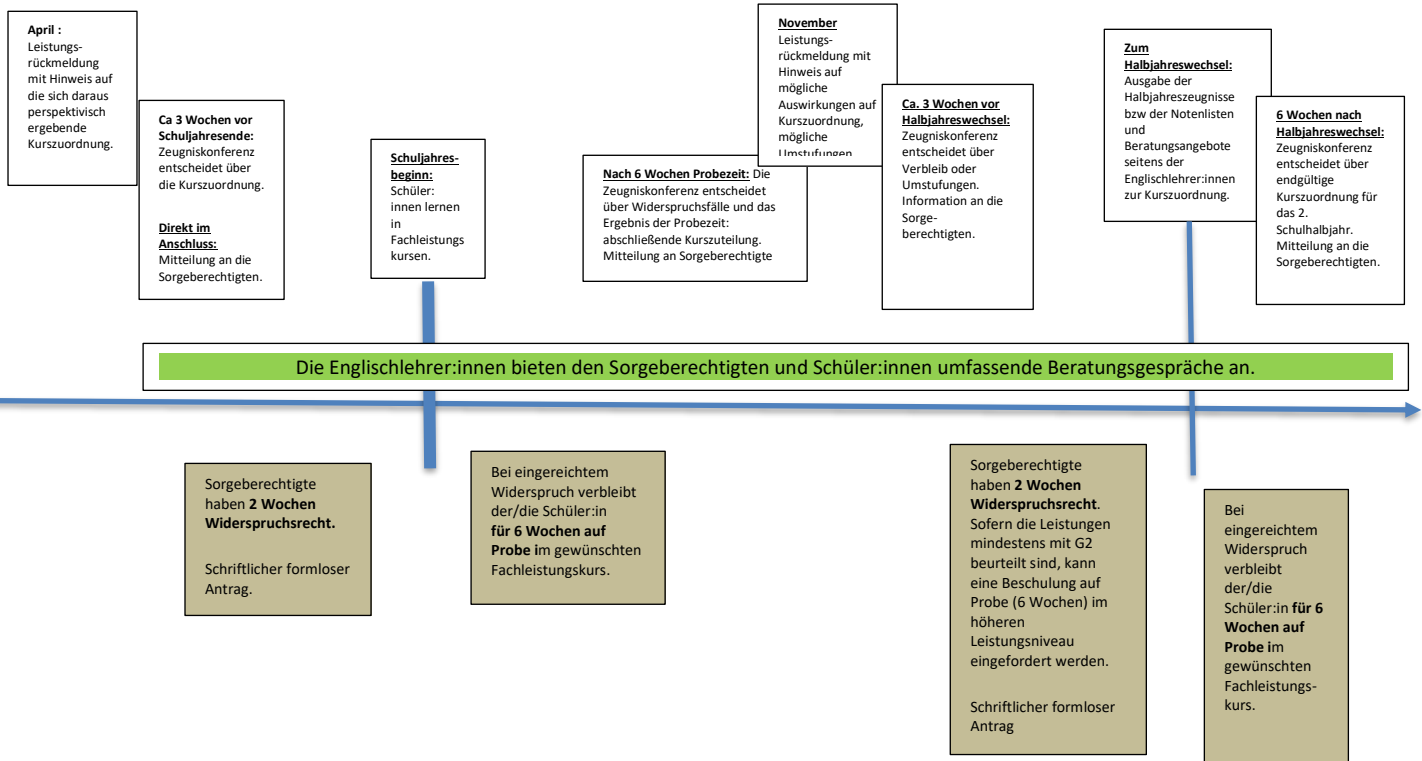 April :
Leistungs-
rückmeldung
mit Hinweis auf
die sich daraus
perspektivisch
ergebende
Kurszuordnung.
Ca 3 Wochen vor
Schuljahresende:
Zeugniskonferenz
entscheidet über
die Kurszuordnung.
Direkt im
Anschluss:
Mitteilung an die
Sorgeberechtigten.
Schuljahres-
beginn:
Schüler:
innen lernen
in
Fachleistungs
kursen.
Nach 6 Wochen Probezeit: Die
Zeugniskonferenz entscheidet
über Widerspruchsfälle und das
Ergebnis der Probezeit:
abschließende Kurszuteilung.
Mitteilung an Sorgeberechtigte
November
Leistungs-
rückmeldung mit
Hinweis auf
mögliche
Auswirkungen auf
Kurszuordnung,
mögliche
Umstufungen
Ca. 3 Wochen vor
Halbjahreswechsel:
Zeugniskonferenz
entscheidet über
Verbleib oder
Umstufungen.
Information an die
Sorge-
berechtigten.
Zum
Halbjahreswechsel:
Ausgabe der
Halbjahreszeugnisse
bzw der Notenlisten
und
Beratungsangebote
seitens der
Englischlehrer:innen
zur Kurszuordnung.
6 Wochen nach
Halbjahreswechsel:
Zeugniskonferenz
entscheidet über
endgültige
Kurszuordnung für
das 2.
Schulhalbjahr.
Mitteilung an die
Sorgeberechtigten.
Die Englischlehrer:innen bieten den Sorgeberechtigten und Schüler:innen umfassende Beratungsgespräche an.
Sorgeberechtigte
haben 2 Wochen
Widerspruchsrecht.
Schriftlicher formloser
Antrag.
Bei eingereichtem
Widerspruch verbleibt
der/die Schüler:in
für 6 Wochen auf
Probe im gewünschten
Fachleistungskurs.
Sorgeberechtigte
haben 2 Wochen
Widerspruchsrecht.
Sofern die Leistungen
mindestens mit G2
beurteilt sind, kann
eine Beschulung auf
Probe (6 Wochen) im
höheren
Leistungsniveau
eingefordert werden.
Schriftlicher formloser
Antrag
Bei
eingereichtem
Widerspruch
verbleibt
der/die
Schüler:in für 6
Wochen auf
Probe im
gewünschten
Fachleistungs-
kurs.